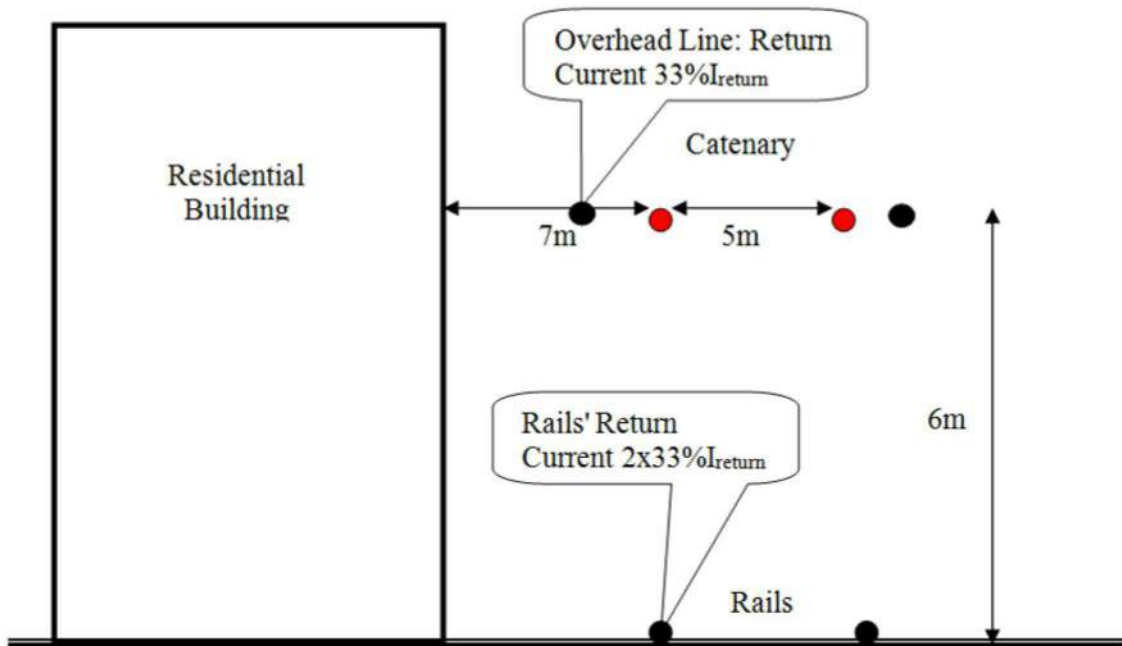 Overhead Line: Return
Current 33%Ireturn
Catenary
Residential
Building
7m
5m
6m
Rails' Return
Current 2x33%Ireturn
Rails